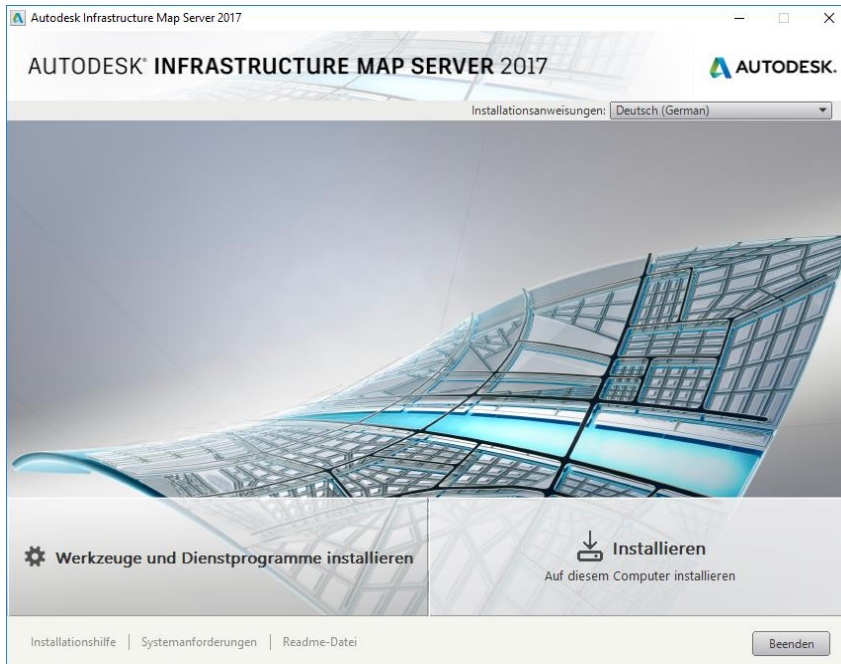 Autodesk Infrastructure Map Server 2017
AUTODESK® INFRASTRUCTURE MAP SERVER 2017
AUTODESK.
Installationsanweisungen: Deutsch (German)
Werkzeuge und Dienstprogramme installieren
Installieren
Auf diesem Computer installieren
Installationshilfe | Systemanforderungen | Readme-Datei
Beenden